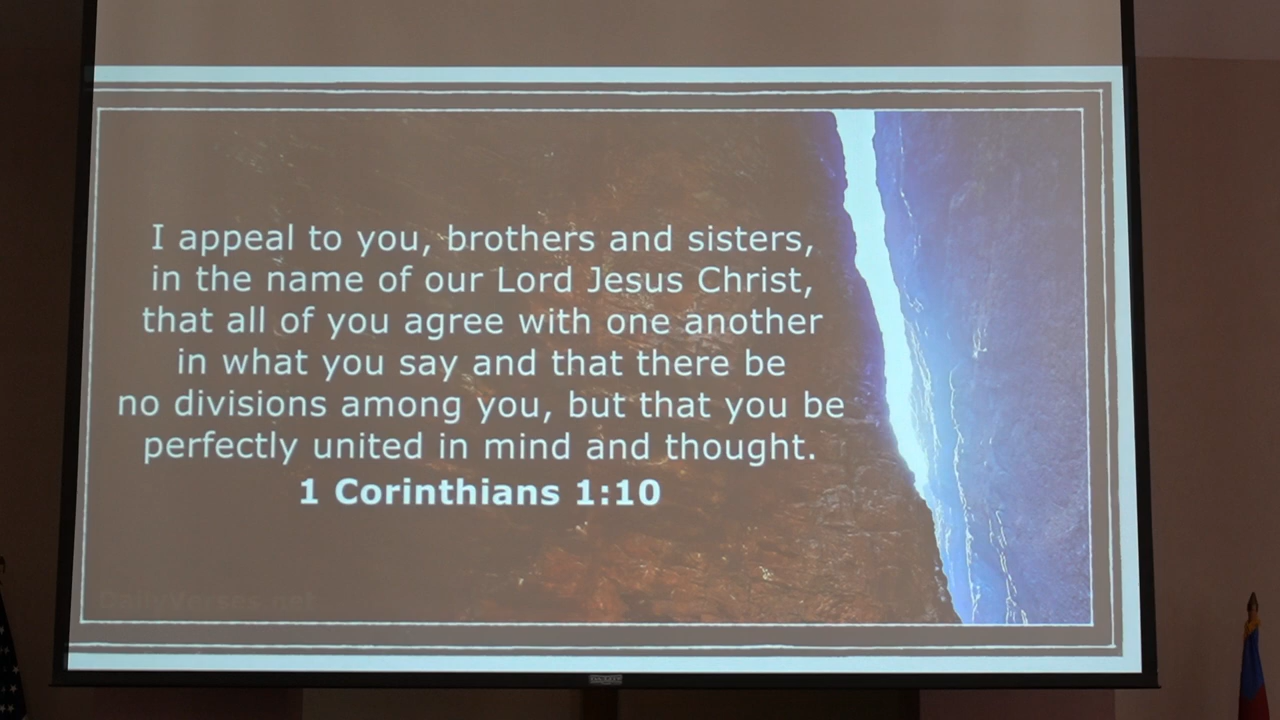 I appeal to you, brothers and sisters,
in the name of our Lord Jesus Christ,
that all of you agree with one another
in what you say and that there be
no divisions among you, but that you be
perfectly united in mind and thought.
1 Corinthians 1:10
DailyVerses.net